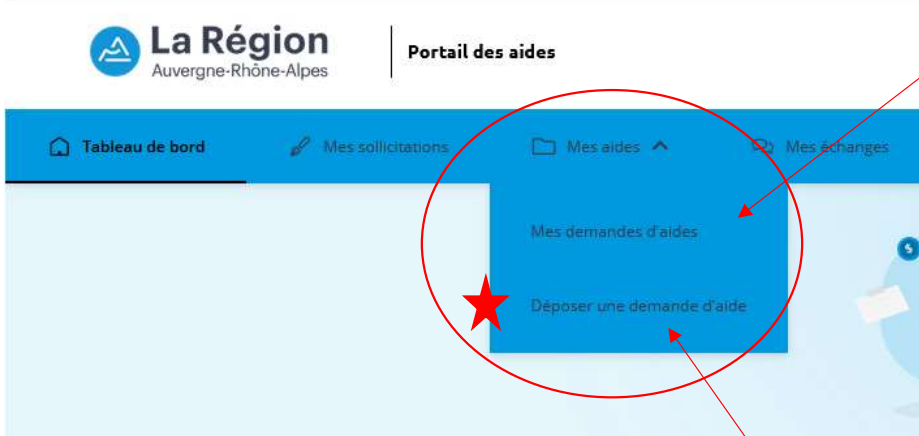 La Région
Auvergne-Rhône-Alpes
Portail des aides
Tableau de bord
Mes sollicitations
Mes aides
Mes échanges
Mes demandes d'aides
Déposer une demande d'aide